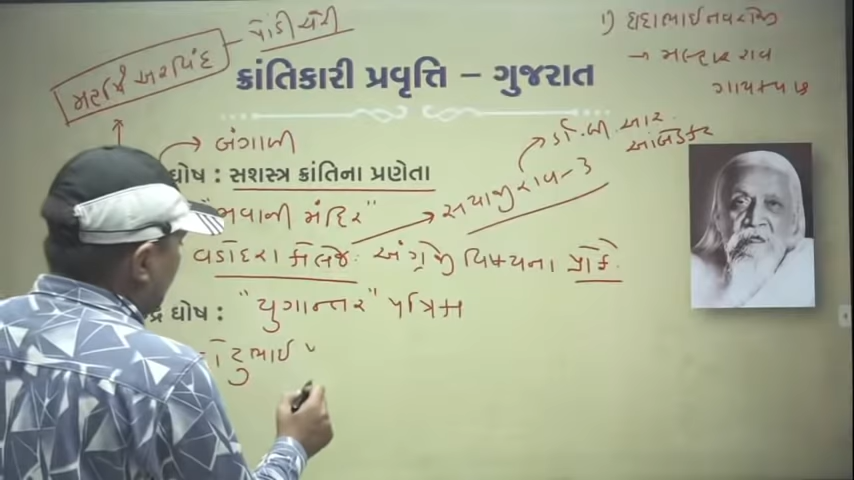 મહર્ષિ અરવિંદ – પોંડીચેરી
1) દાદાભાઈ નવરોજી
→ મલ્હાર રાવ
ગાયકવાડ
ક્રાંતિકારી પ્રવૃત્તિ – ગુજરાત
બંગાળી
ડૉ. બી. આર.
આંબેડકર
ઘોષ : સશસ્ત્ર ક્રાંતિના પ્રણેતા
"ભવાની મંદિર" સયાજીરાવ-3
વડોદરા કોલેજ: અંગ્રેજી વિષયના પ્રોફે.
ઘોષ : "યુગાન્તર" પત્રિકા